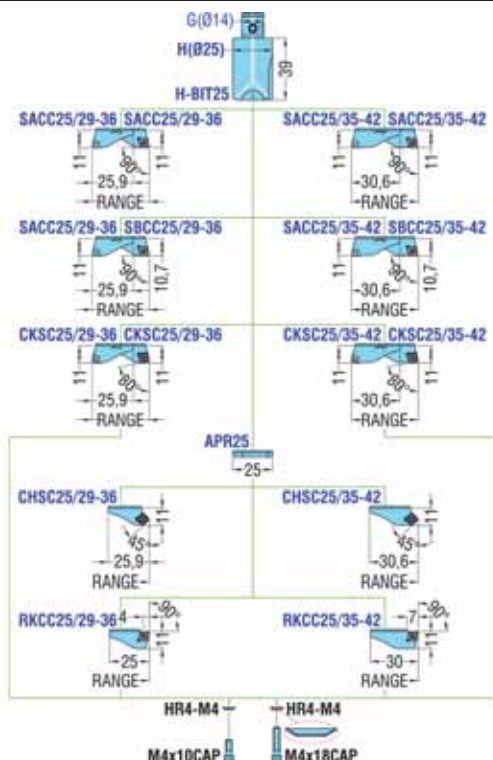 G(Ø14)
H(Ø25)
39
H-BIT25
SACC25/29-36 SACC25/29-36
SACC25/35-42 SACC25/35-42
11 90° 11
11 90° 11
25,9
30,6
RANGE
RANGE
SACC25/29-36 SBCC25/29-36
SACC25/35-42 SBCC25/35-42
11 90° 10,7
11 90° 10,7
25,9
30,6
RANGE
RANGE
CKSC25/29-36 CKSC25/29-36
CKSC25/35-42 CKSC25/35-42
11 80° 11
11 80° 11
25,9
30,6
RANGE
RANGE
APR25
25
CHSC25/29-36
CHSC25/35-42
11
11
45°
45°
25,9
30,6
RANGE
RANGE
RKCC25/29-36 4 90°
RKCC25/35-42 7 90°
11
11
25
30
RANGE
RANGE
HR4-M4 HR4-M4
M4x10CAP M4x18CAP